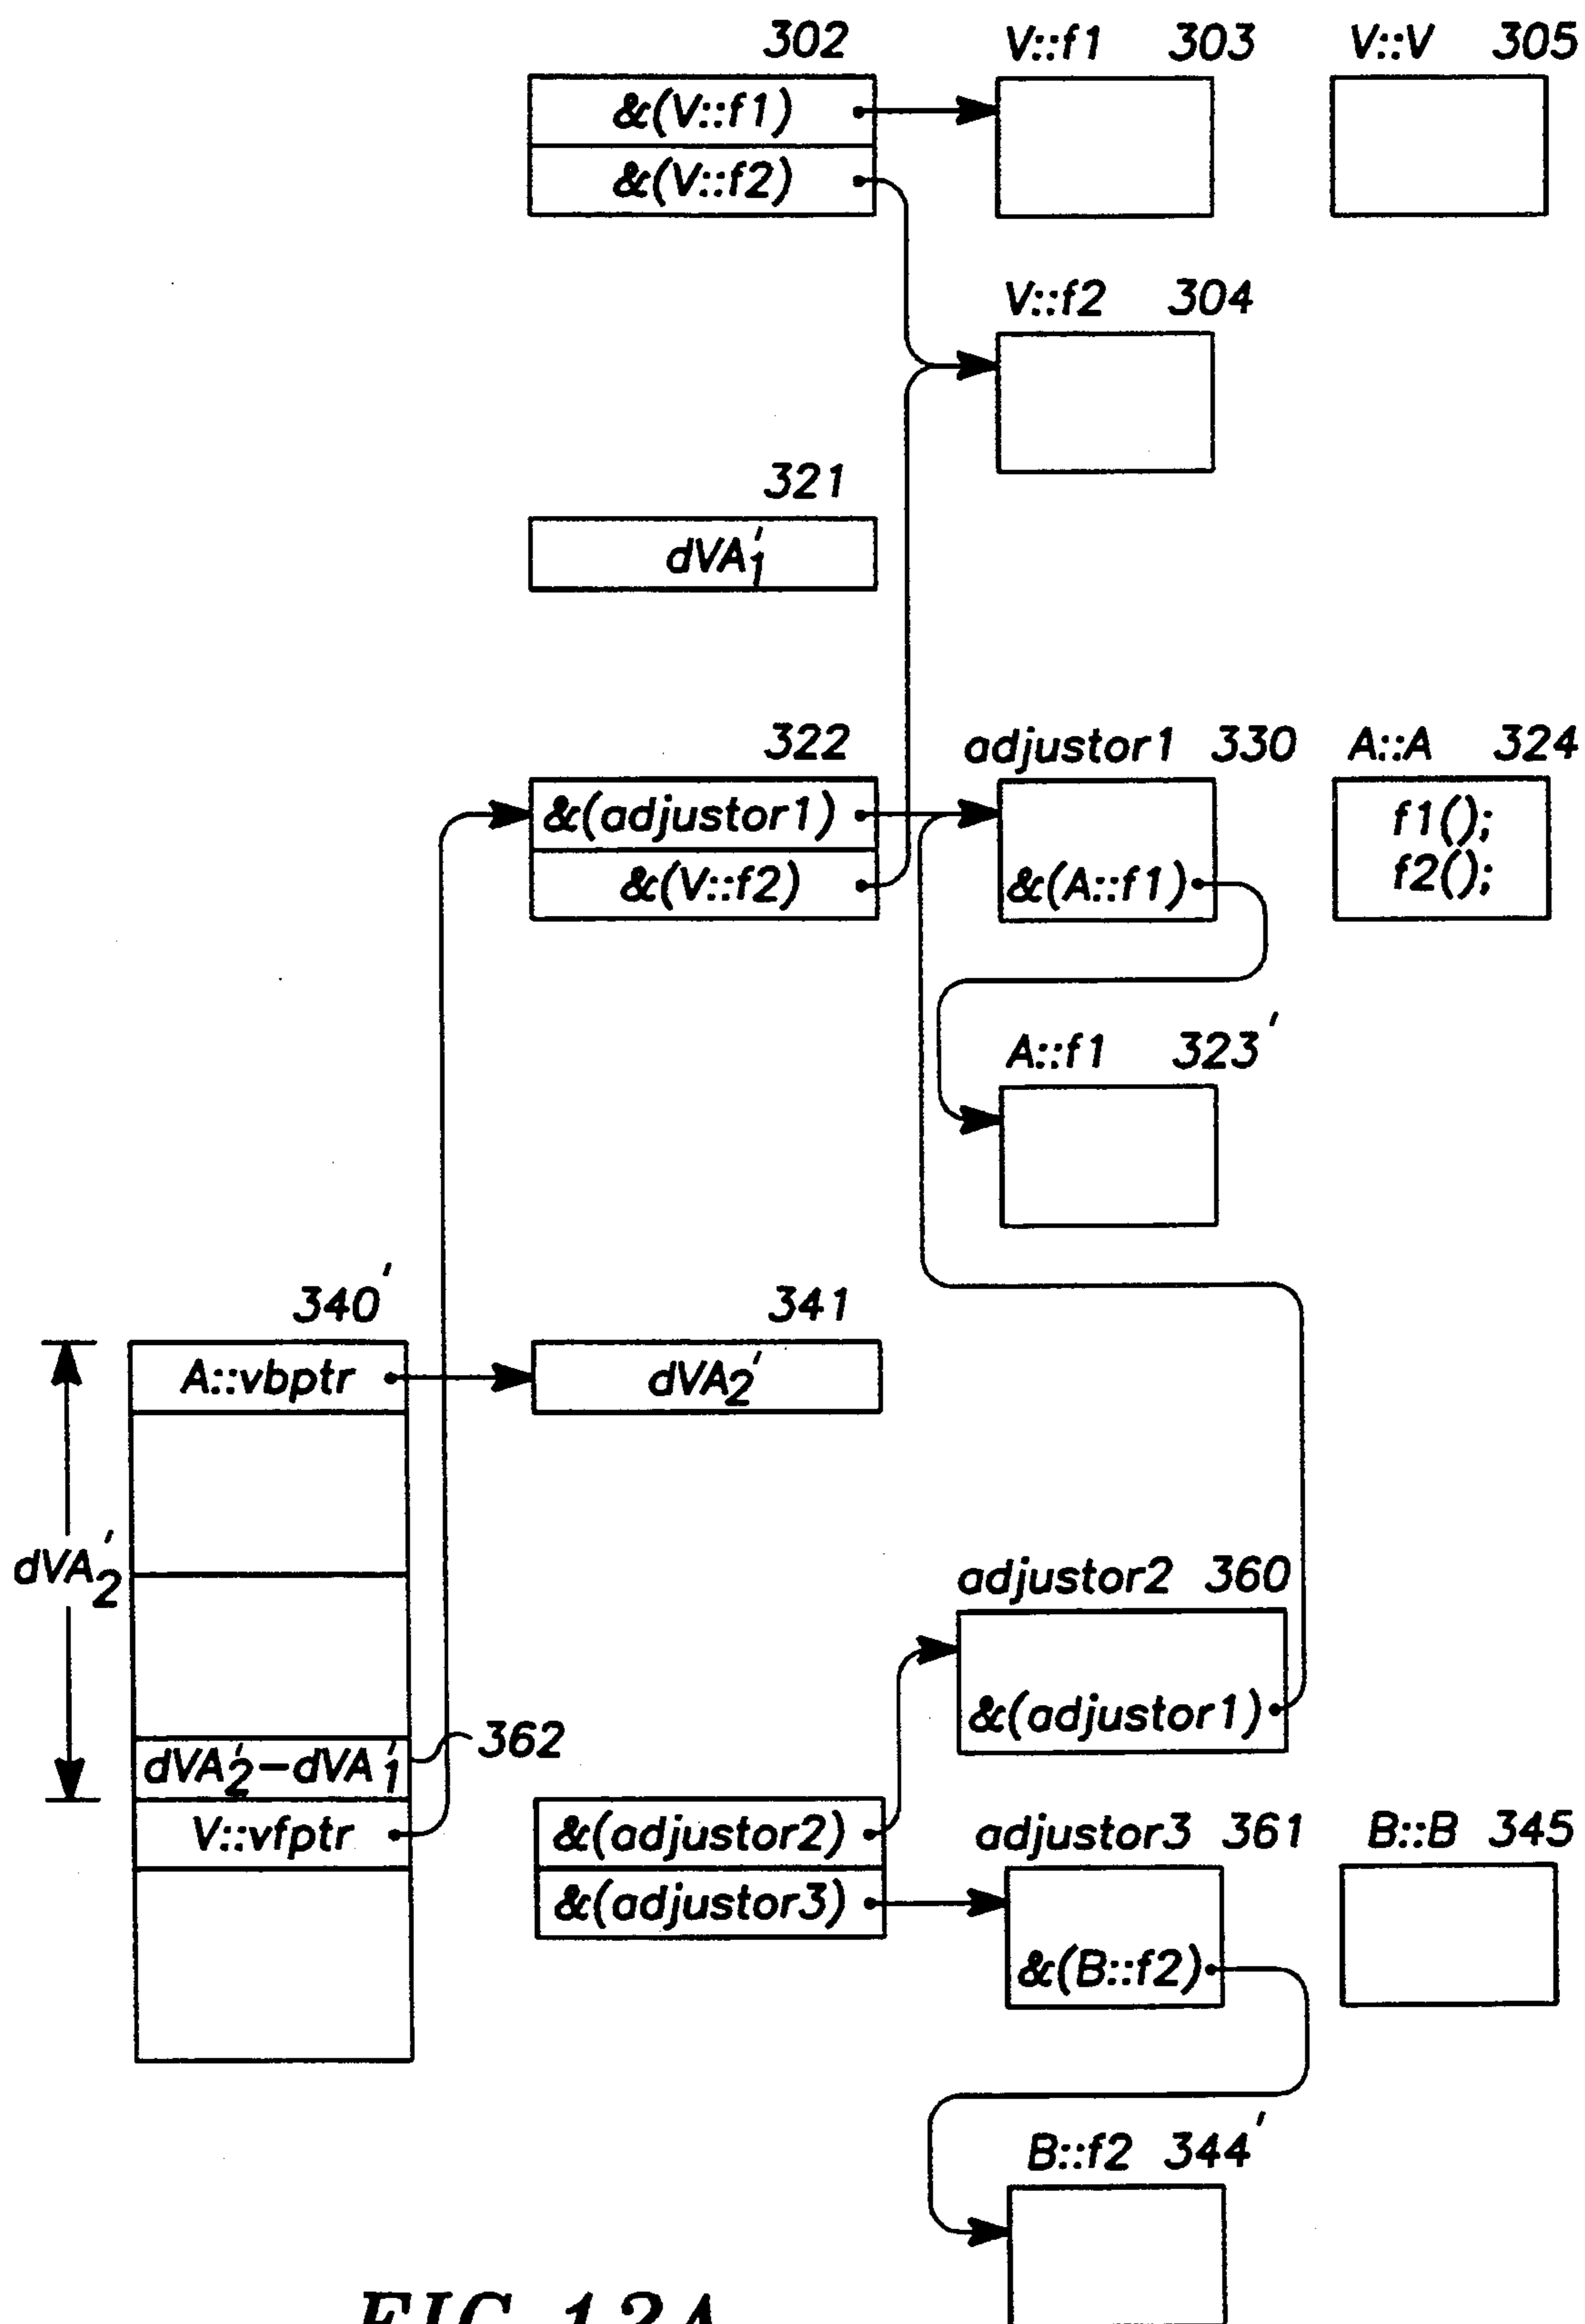 302
V::f1 303
V::V 305
&(V::f1)
&(V::f2)
V::f2 304
321
dVA1'
322
adjustor1 330
A::A 324
&(adjustor1)
&(V::f2)
&(A::f1)
f1();
f2();
A::f1 323'
340'
341
A::vbptr
dVA2'
dVA2'
adjustor2 360
&(adjustor1)
362
dVA2'-dVA1'
V::vfptr
&(adjustor2)
&(adjustor3)
adjustor3 361
B::B 345
&(B::f2)
B::f2 344'
FIG. 12A